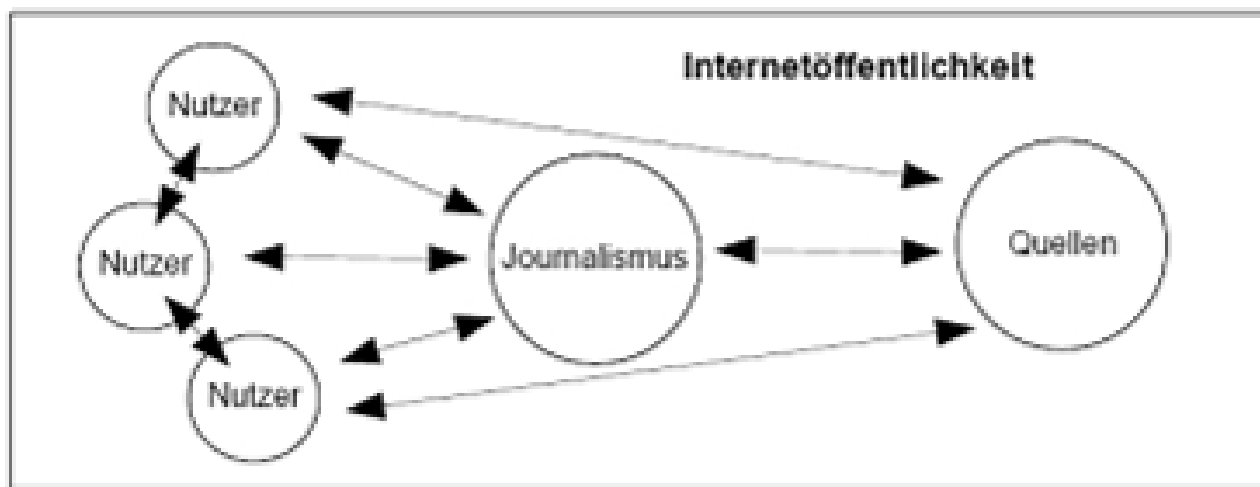 Internetöffentlichkeit
Nutzer
Nutzer
Nutzer
Journalismus
Quellen